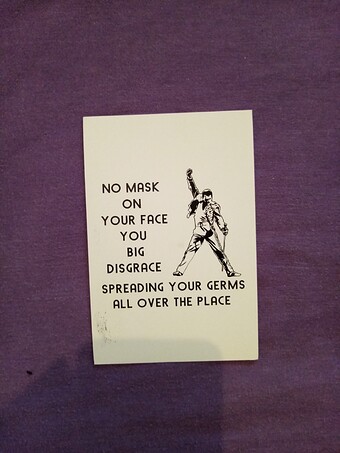 NO MASK
ON
YOUR FACE
YOU
BIG
DISGRACE
SPREADING YOUR GERMS
ALL OVER THE PLACE